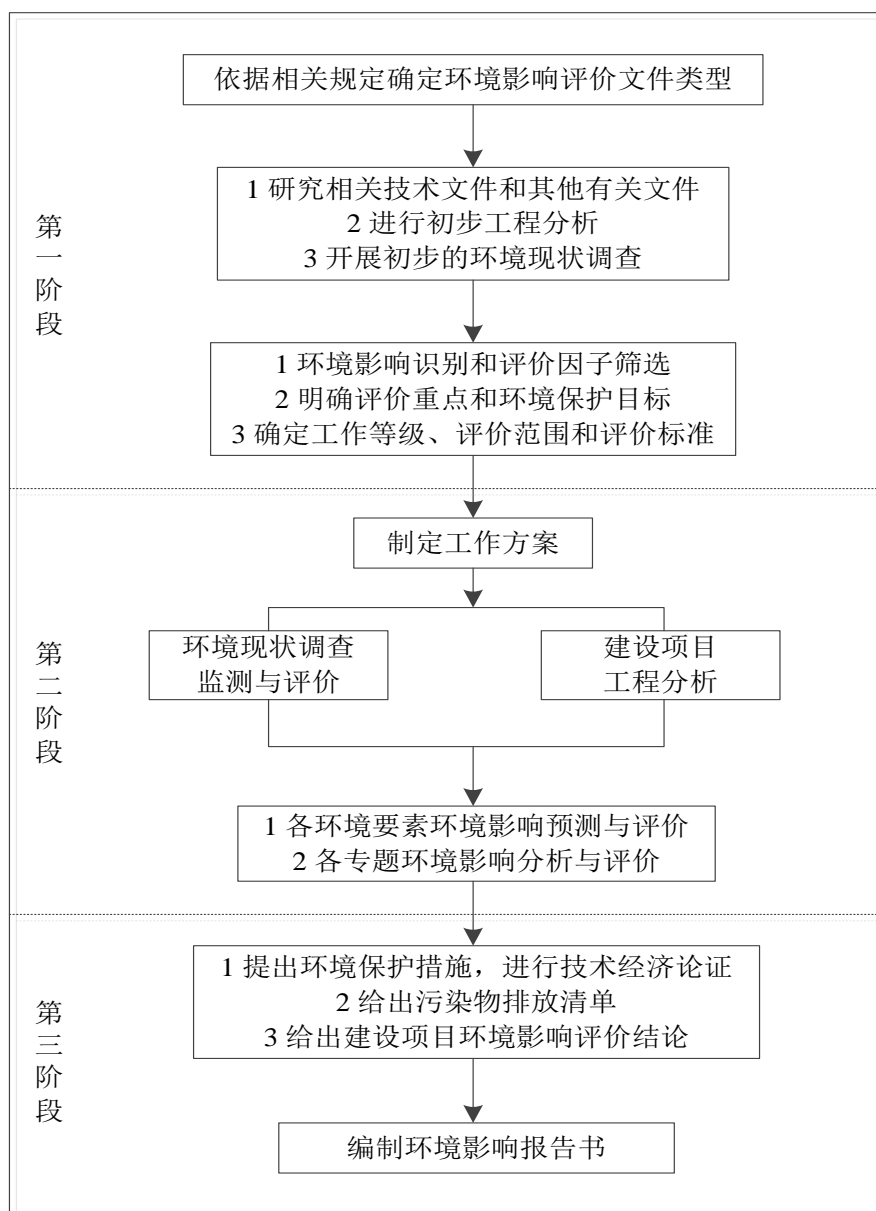 依据相关规定确定环境影响评价文件类型
第一阶段
1 研究相关技术文件和其他有关文件
2 进行初步工程分析
3 开展初步的环境现状调查
1 环境影响识别和评价因子筛选
2 明确评价重点和环境保护目标
3 确定工作等级、评价范围和评价标准
第二阶段
制定工作方案
环境现状调查
监测与评价
建设项目
工程分析
1 各环境要素环境影响预测与评价
2 各专题环境影响分析与评价
第三阶段
1 提出环境保护措施，进行技术经济论证
2 给出污染物排放清单
3 给出建设项目环境影响评价结论
编制环境影响报告书